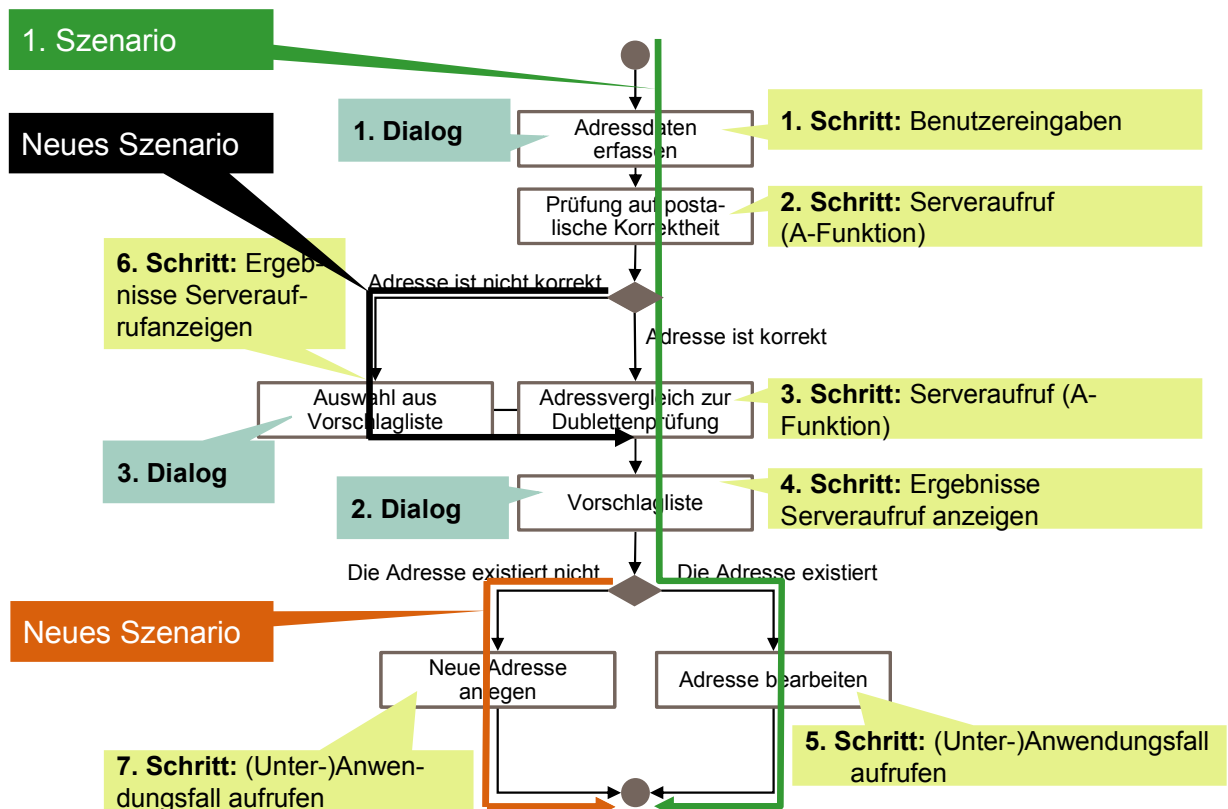 1. Szenario
Neues Szenario
1. Dialog
Adressdaten
erfassen
1. Schritt: Benutzereingaben
Prüfung auf posta-
lische Korrektheit
2. Schritt: Serveraufruf
(A-Funktion)
6. Schritt: Ergeb-
nisse Serverauf-
rufanzeigen
Adresse ist nicht korrekt
Adresse ist korrekt
Auswahl aus
Vorschlagliste
Adressvergleich zur
Dublettenprüfung
3. Schritt: Serveraufruf (A-
Funktion)
3. Dialog
2. Dialog
Vorschlagliste
4. Schritt: Ergebnisse
Serveraufruf anzeigen
Die Adresse existiert nicht
Die Adresse existiert
Neues Szenario
Neue Adresse
anlegen
Adresse bearbeiten
7. Schritt: (Unter-)Anwen-
dungsfall aufrufen
5. Schritt: (Unter-)Anwendungsfall
aufrufen